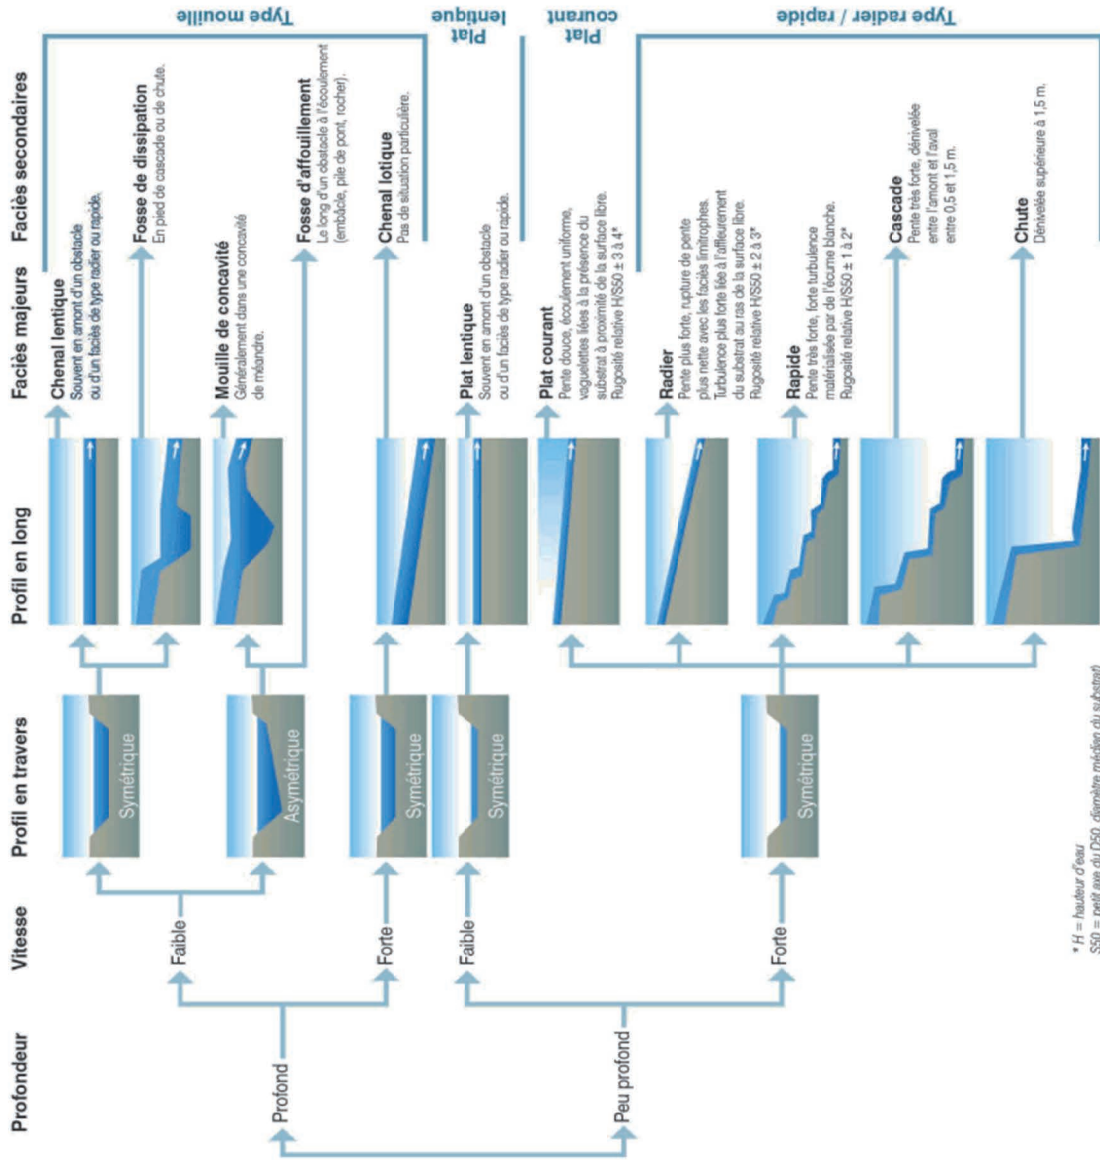 Profondeur
Vitesse
Profil en travers
Profil en long
Faciès majeurs
Faciès secondaires
Profond
Peu profond
Faible
Forte
Faible
Forte
Symétrique
Asymétrique
Symétrique
Symétrique
Symétrique
Chenal lentique
Souvent en amont d'un obstacle
ou d'un faciès de type radier ou rapide.
Fosse de dissipation
En pied de cascade ou de chute.
Mouille de concavité
Généralement dans une concavité
de méandre.
Fosse d'affouillement
Le long d'un obstacle à l'écoulement
(embâcle, pile de pont, rocher).
Chenal lotique
Pas de situation particulière.
Plat lentique
Souvent en amont d'un obstacle
ou d'un faciès de type radier ou rapide.
Plat courant
Pente douce, écoulement uniforme,
vaguelettes liées à la présence du
substrat à proximité de la surface libre.
Rugosité relative H/S50 ± 3 à 4*
Radier
Pente plus forte, rupture de pente
plus nette avec les faciès limitrophes.
Turbulence plus forte liée à l'affleurement
du substrat au ras de la surface libre.
Rugosité relative H/S50 ± 2 à 3*
Rapide
Pente très forte, forte turbulence
matérialisée par de l'écume blanche.
Rugosité relative H/S50 ± 1 à 2*
Cascade
Pente très forte, dénivelée
entre l'amont et l'aval
entre 0,5 et 1,5 m.
Chute
Dénivelée supérieure à 1,5 m.
Type mouille
Plat
lentique
Plat
courant
Type radier / rapide
* H = hauteur d'eau
S50 = petit axe du D50, diamètre médian du substrat)